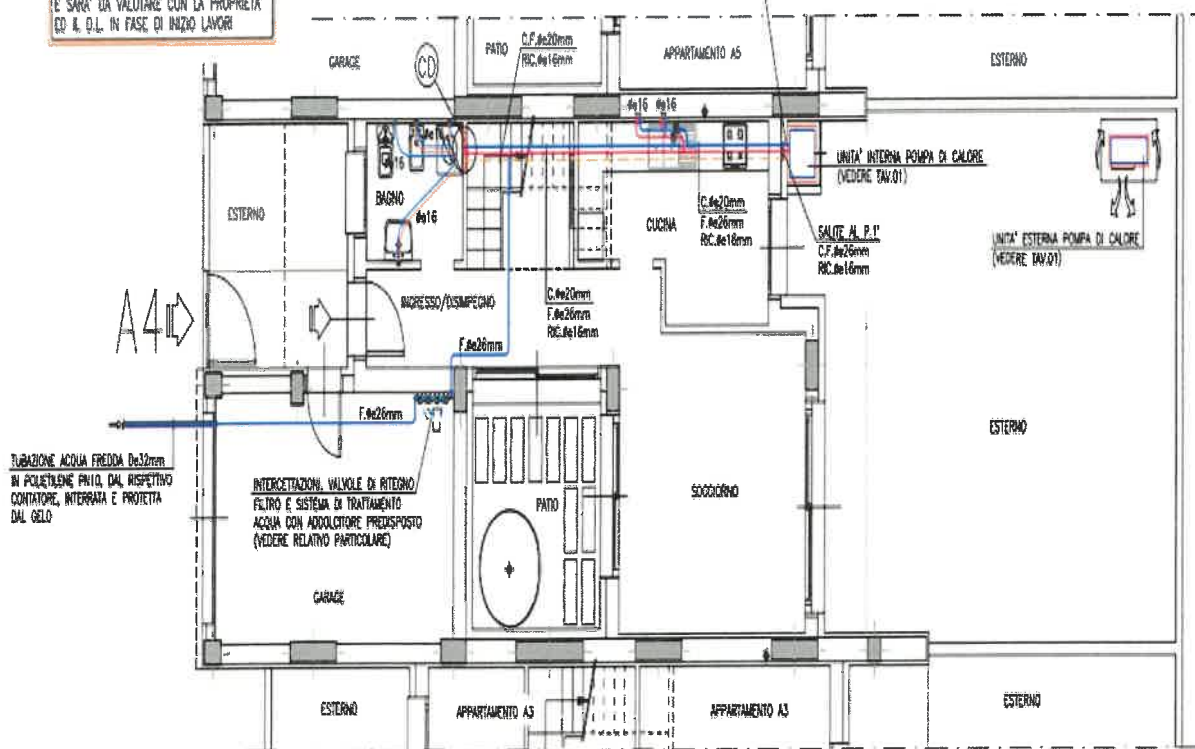 E SARA' DA VALUTARE CON LA PROPRIETA'
ED IL D.L. IN FASE DI INIZIO LAVORI
GARAGE
CD
PATIO
C.F.Øe20mm
RIC.Øe16mm
APPARTAMENTO A5
ESTERNO
Øe16 Øe16
Øe16
16
BAGNO
Øe16
ESTERNO
UNITA' INTERNA POMPA DI CALORE
(VEDERE TAV.01)
C.Øe20mm
F.Øe26mm
RIC.Øe16mm
CUCINA
SALITE AL P.1°
C.F.Øe26mm
RIC.Øe16mm
UNITA' ESTERNA POMPA DI CALORE
(VEDERE TAV.01)
INGRESSO/DISIMPEGNO
C.Øe20mm
F.Øe26mm
RIC.Øe16mm
A4
F.Øe26mm
F.Øe26mm
TUBAZIONE ACQUA FREDDA De32mm
IN POLIETILENE PN10, DAL RISPETTIVO
CONTATORE, INTERRATA E PROTETTA
DAL GELO
INTERCETTAZIONI, VALVOLE DI RITEGNO
FILTRO E SISTEMA DI TRATTAMENTO
ACQUA CON ADDOLCITORE PREDISPOSTO
(VEDERE RELATIVO PARTICOLARE)
PATIO
SOGGIORNO
ESTERNO
GARAGE
ESTERNO
APPARTAMENTO A3
APPARTAMENTO A3
ESTERNO